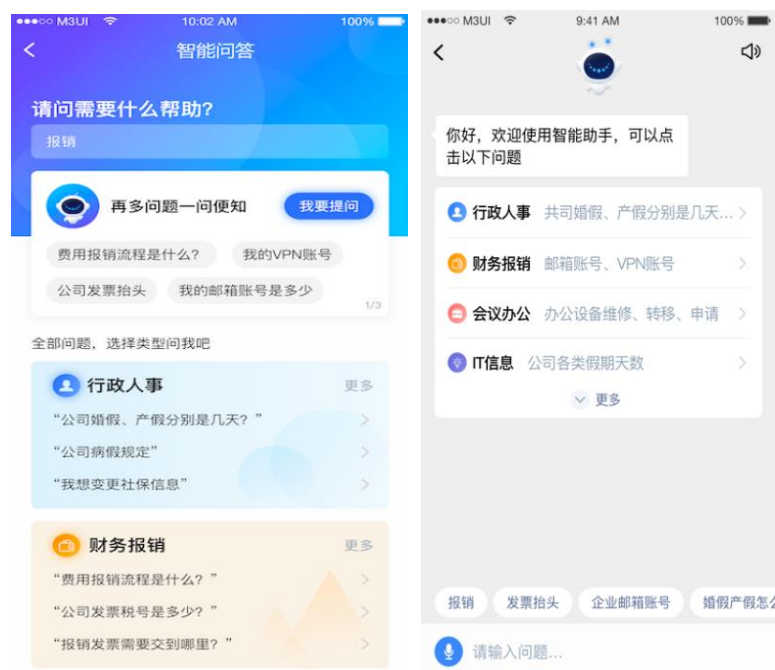 M3UI 10:02 AM 100%
智能问答
请问需要什么帮助?
报销
再多问题一问便知 我要提问
费用报销流程是什么? 我的VPN账号
公司发票抬头 我的邮箱账号是多少
1/3
全部问题，选择类型问我吧
行政人事 更多
“公司婚假、产假分别是几天? ”
“公司病假规定”
“我想变更社保信息”
财务报销 更多
“费用报销流程是什么? ”
“公司发票税号是多少? ”
“报销发票需要交到哪里? ”
M3UI 9:41 AM 100%
你好，欢迎使用智能助手，可以点
击以下问题
行政人事 共司婚假、产假分别是几天...
财务报销 邮箱账号、VPN账号
会议办公 办公设备维修、转移、申请
IT信息 公司各类假期天数
更多
报销 发票抬头 企业邮箱账号 婚假产假怎么
请输入问题...